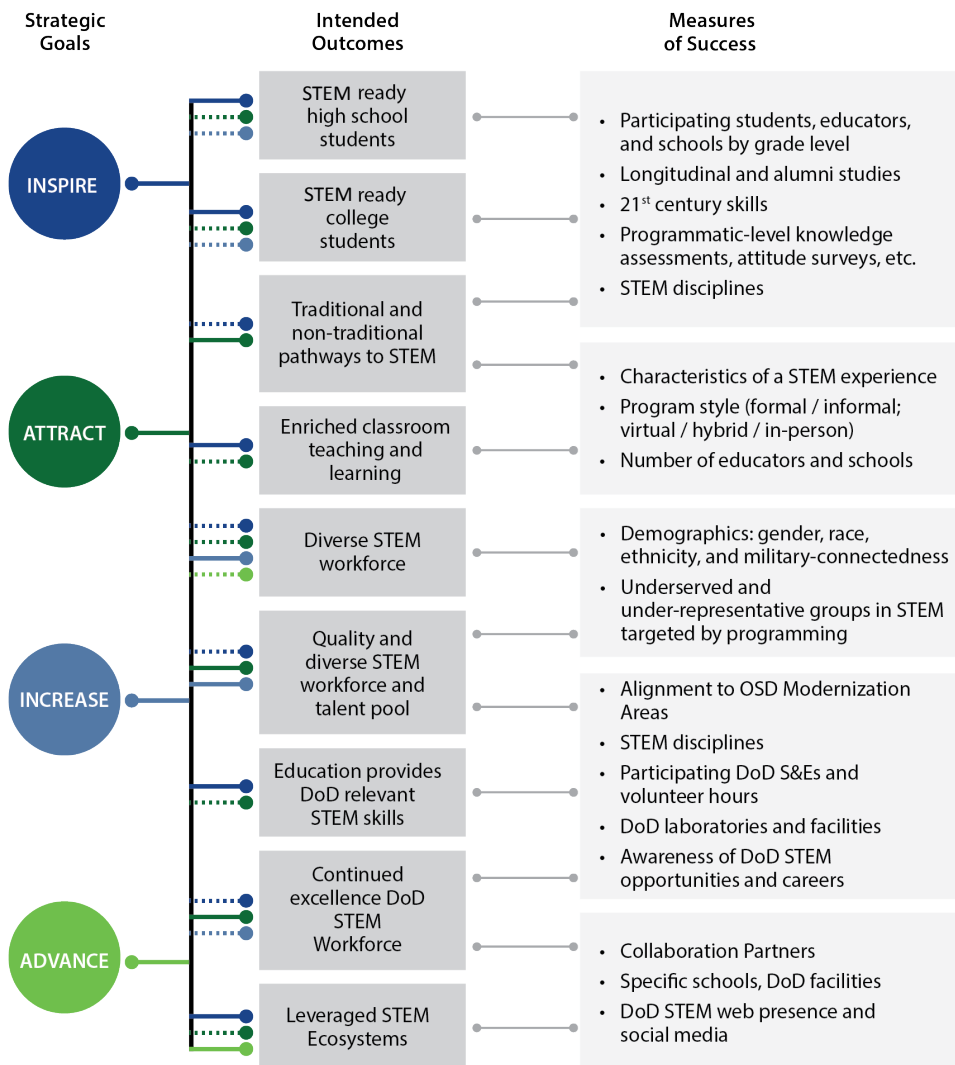 Strategic
Goals
Intended
Outcomes
Measures
of Success
INSPIRE
ATTRACT
INCREASE
ADVANCE
STEM ready
high school
students
STEM ready
college
students
Traditional and
non-traditional
pathways to STEM
Enriched classroom
teaching and
learning
Diverse STEM
workforce
Quality and
diverse STEM
workforce and
talent pool
Education provides
DoD relevant
STEM skills
Continued
excellence DoD
STEM
Workforce
Leveraged STEM
Ecosystems
• Participating students, educators,
and schools by grade level
• Longitudinal and alumni studies
• 21st century skills
• Programmatic-level knowledge
assessments, attitude surveys, etc.
• STEM disciplines
• Characteristics of a STEM experience
• Program style (formal / informal;
virtual / hybrid / in-person)
• Number of educators and schools
• Demographics: gender, race,
ethnicity, and military-connectedness
• Underserved and
under-representative groups in STEM
targeted by programming
• Alignment to OSD Modernization
Areas
• STEM disciplines
• Participating DoD S&Es and
volunteer hours
• DoD laboratories and facilities
• Awareness of DoD STEM
opportunities and careers
• Collaboration Partners
• Specific schools, DoD facilities
• DoD STEM web presence and
social media